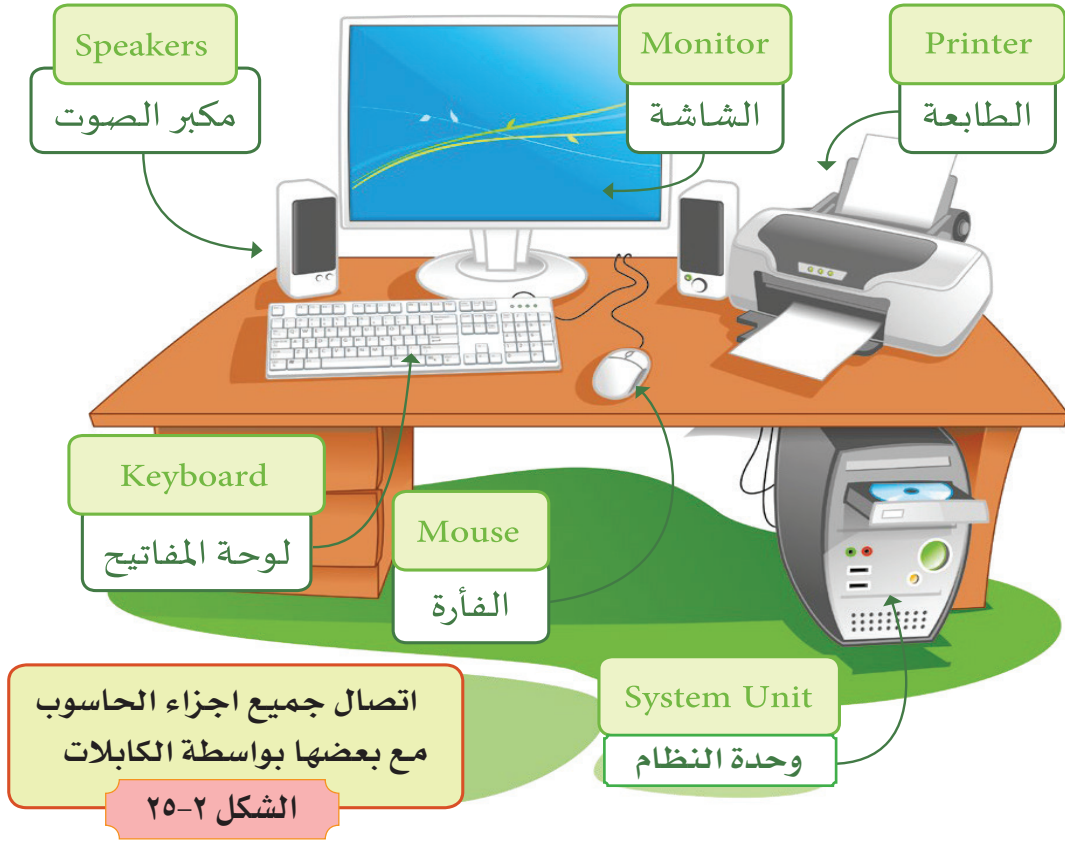 Speakers
مكبر الصوت
Monitor
الشاشة
Printer
الطابعة
Keyboard
لوحة المفاتيح
Mouse
الفأرة
System Unit
وحدة النظام
اتصال جميع اجزاء الحاسوب
مع بعضها بواسطة الكابلات
الشكل ٢-٢٥